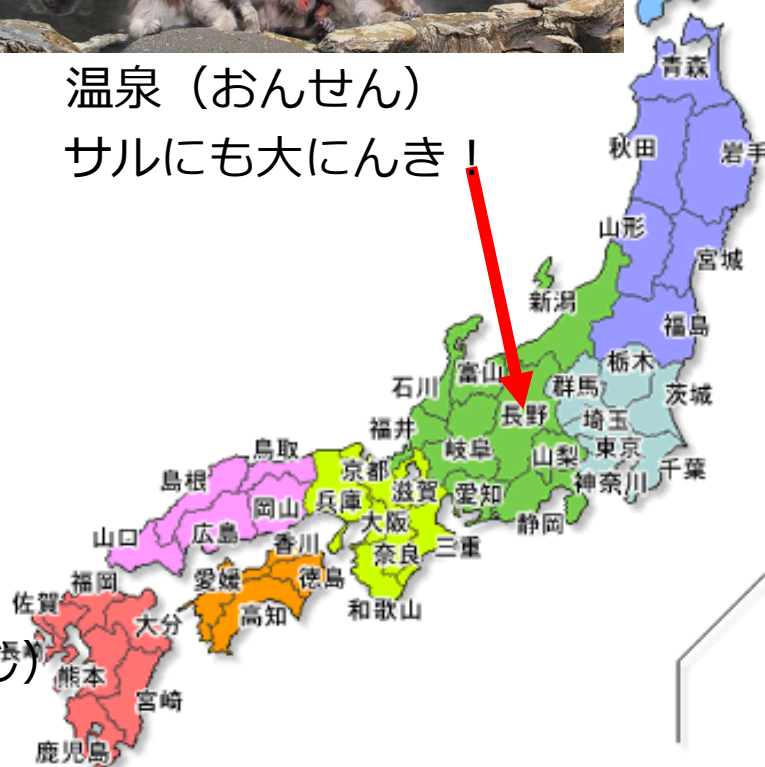 温泉（おんせん）
サルにも大にんき！
青森
秋田
岩手
山形
宮城
新潟
福島
栃木
富山
群馬
石川
茨城
長野
埼玉
福井
鳥取
岐阜
山梨
東京
京都
千葉
島根
滋賀
神奈川
兵庫
愛知
岡山
大阪
静岡
山口
広島
香川
奈良
三重
福岡
愛媛
徳島
佐賀
和歌山
高知
大分
長崎
じ）
熊本
宮崎
鹿児島